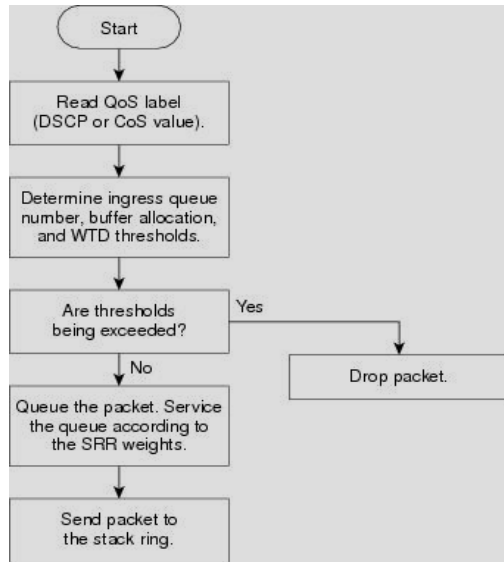 Start
Read QoS label
(DSCP or CoS value).
Determine ingress queue
number, buffer allocation,
and WTD thresholds.
Are thresholds
being exceeded?
Yes
No
Drop packet.
Queue the packet. Service
the queue according to
the SRR weights.
Send packet to
the stack ring.